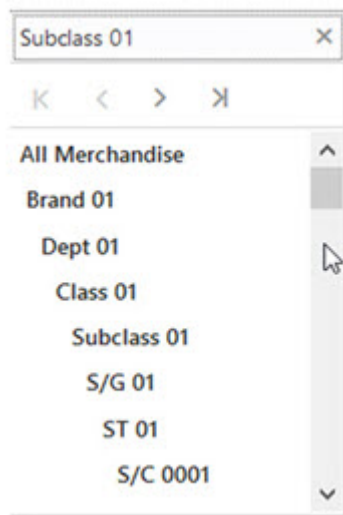 Subclass 01
All Merchandise
Brand 01
Dept 01
Class 01
Subclass 01
S/G 01
ST 01
S/C 0001